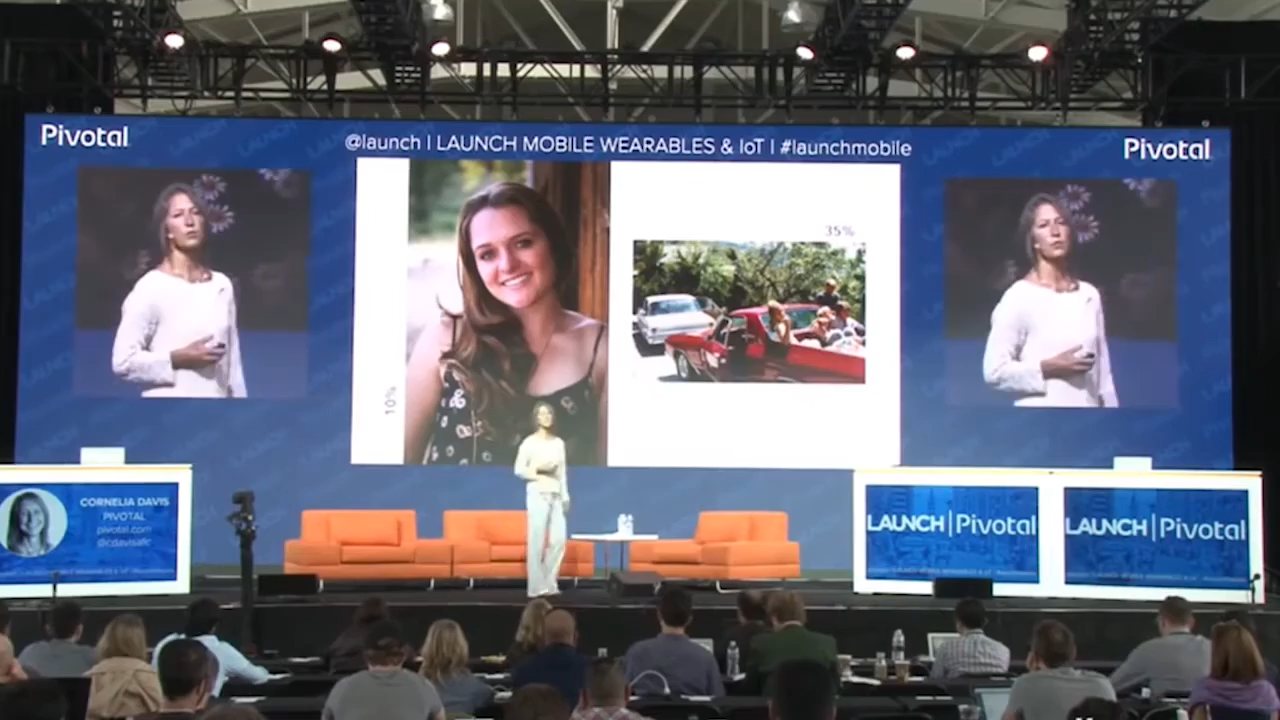 Pivotal
@launch | LAUNCH MOBILE WEARABLES & IoT | #launchmobile
Pivotal
35%
10%
CORNELIA DAVIS
PIVOTAL
pivotal.com
@cdavisafc
LAUNCH | Pivotal
LAUNCH | Pivotal